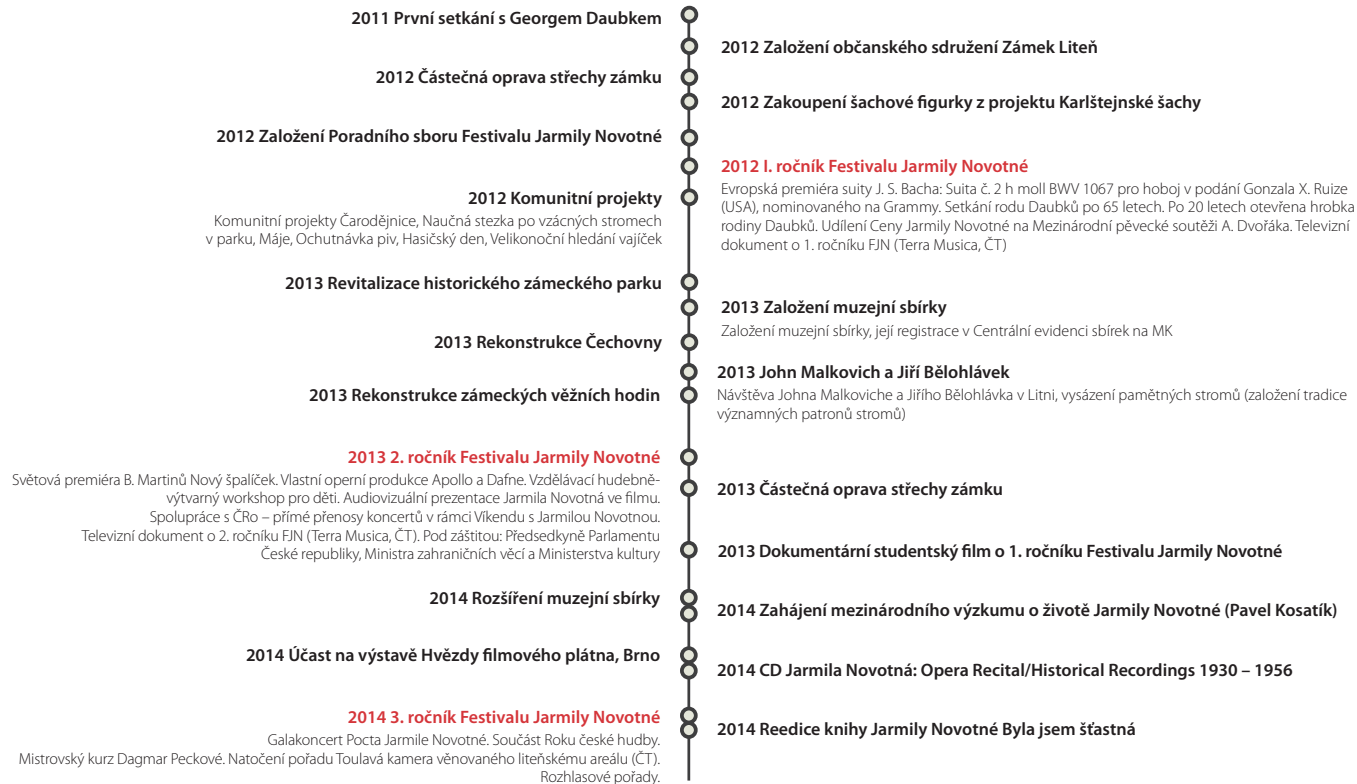 2011 První setkání s Georgem Daubkem
2012 Založení občanského sdružení Zámek Liteň
2012 Částečná oprava střechy zámku
2012 Zakoupení šachové figurky z projektu Karlštejnské šachy
2012 Založení Poradního sboru Festivalu Jarmily Novotné
2012 I. ročník Festivalu Jarmily Novotné
Evropská premiéra suity J. S. Bacha: Suita č. 2 h moll BWV 1067 pro hoboj v podání Gonzala X. Ruize
(USA), nominovaného na Grammy. Setkání rodu Daubků po 65 letech. Po 20 letech otevřena hrobka
rodiny Daubků. Udílení Ceny Jarmily Novotné na Mezinárodní pěvecké soutěži A. Dvořáka. Televizní
dokument o 1. ročníku FJN (Terra Musica, ČT)
2012 Komunitní projekty
Komunitní projekty Čarodějnice, Naučná stezka po vzácných stromech
v parku, Máje, Ochutnávka piv, Hasičský den, Velikonoční hledání vajíček
2013 Revitalizace historického zámeckého parku
2013 Založení muzejní sbírky
Založení muzejní sbírky, její registrace v Centrální evidenci sbírek na MK
2013 Rekonstrukce Čechovny
2013 John Malkovich a Jiří Bělohlávek
Návštěva Johna Malkoviche a Jiřího Bělohlávka v Litni, vysázení pamětných stromů (založení tradice
významných patronů stromů)
2013 Rekonstrukce zámeckých věžních hodin
2013 2. ročník Festivalu Jarmily Novotné
Světová premiéra B. Martinů Nový špalíček. Vlastní operní produkce Apollo a Dafne. Vzdělávací hudebně-
výtvarný workshop pro děti. Audiovizuální prezentace Jarmila Novotná ve filmu.
Spolupráce s ČRo – přímé přenosy koncertů v rámci Víkendu s Jarmilou Novotnou.
Televizní dokument o 2. ročníku FJN (Terra Musica, ČT). Pod záštitou: Předsedkyně Parlamentu
České republiky, Ministra zahraničních věcí a Ministerstva kultury
2013 Částečná oprava střechy zámku
2013 Dokumentární studentský film o 1. ročníku Festivalu Jarmily Novotné
2014 Rozšíření muzejní sbírky
2014 Zahájení mezinárodního výzkumu o životě Jarmily Novotné (Pavel Kosatík)
2014 Účast na výstavě Hvězdy filmového plátna, Brno
2014 CD Jarmila Novotná: Opera Recital/Historical Recordings 1930 – 1956
2014 3. ročník Festivalu Jarmily Novotné
Galakoncert Pocta Jarmile Novotné. Součást Roku české hudby.
Mistrovský kurz Dagmar Peckové. Natočení pořadu Toulavá kamera věnovaného liteňskému areálu (ČT).
Rozhlasové pořady.
2014 Reedice knihy Jarmily Novotné Byla jsem šťastná